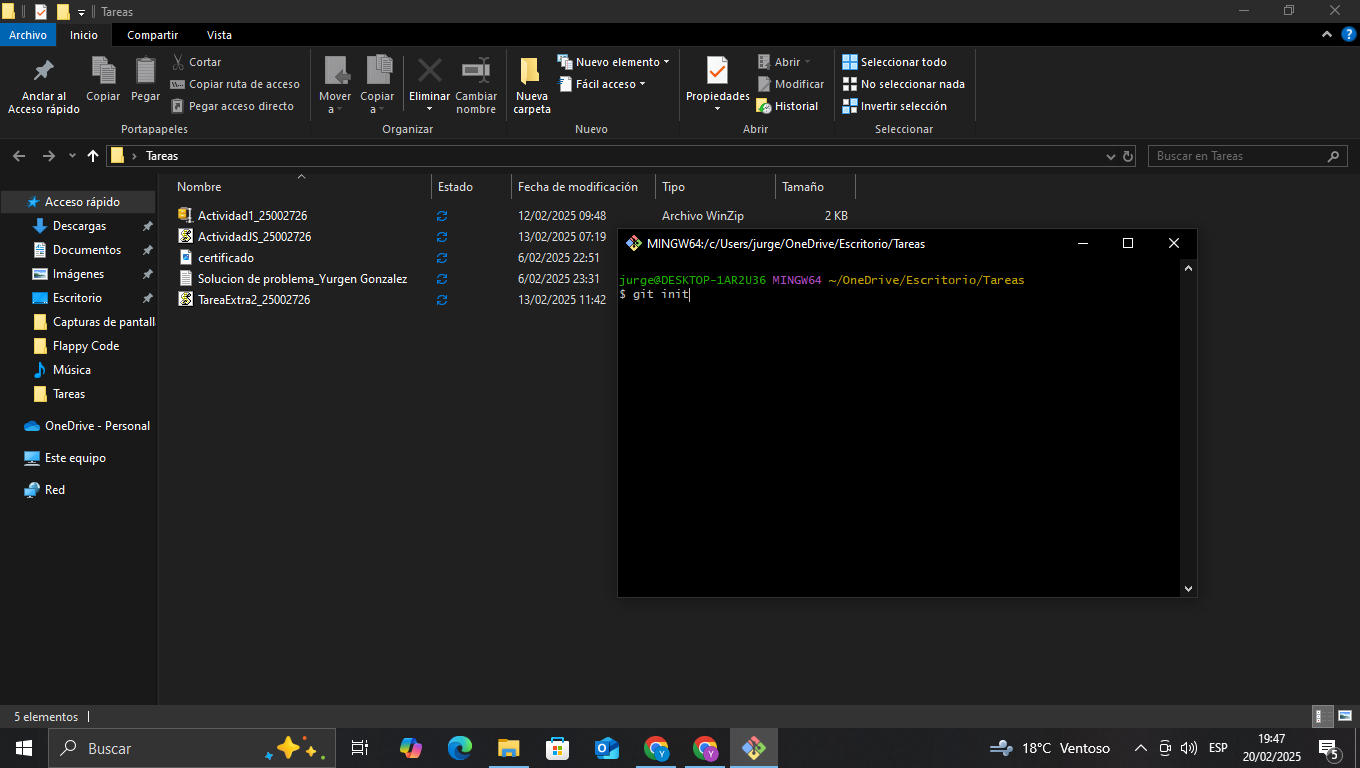 Tareas
Archivo Inicio Compartir Vista
Anclar al Acceso rápido
Copiar
Pegar
Cortar
Copiar ruta de acceso
Pegar acceso directo
Portapapeles
Mover a
Copiar a
Eliminar
Cambiar nombre
Organizar
Nueva carpeta
Nuevo elemento
Fácil acceso
Nuevo
Propiedades
Abrir
Modificar
Historial
Abrir
Seleccionar todo
No seleccionar nada
Invertir selección
Seleccionar
Tareas
Buscar en Tareas
Nombre Estado Fecha de modificación Tipo Tamaño
Actividad1_25002726 12/02/2025 09:48 Archivo WinZip 2 KB
ActividadJS_25002726 13/02/2025 07:19
certificado 6/02/2025 22:51
Solucion de problema_Yurgen Gonzalez 6/02/2025 23:31
TareaExtra2_25002726 13/02/2025 11:42
Acceso rápido
Descargas
Documentos
Imágenes
Escritorio
Capturas de pantall
Flappy Code
Música
Tareas
OneDrive - Personal
Este equipo
Red
MINGW64:/c/Users/jurge/OneDrive/Escritorio/Tareas
jurge@DESKTOP-1AR2U36 MINGW64 ~/OneDrive/Escritorio/Tareas
$ git init
5 elementos
Buscar
18°C Ventoso
ESP
19:47
20/02/2025
5